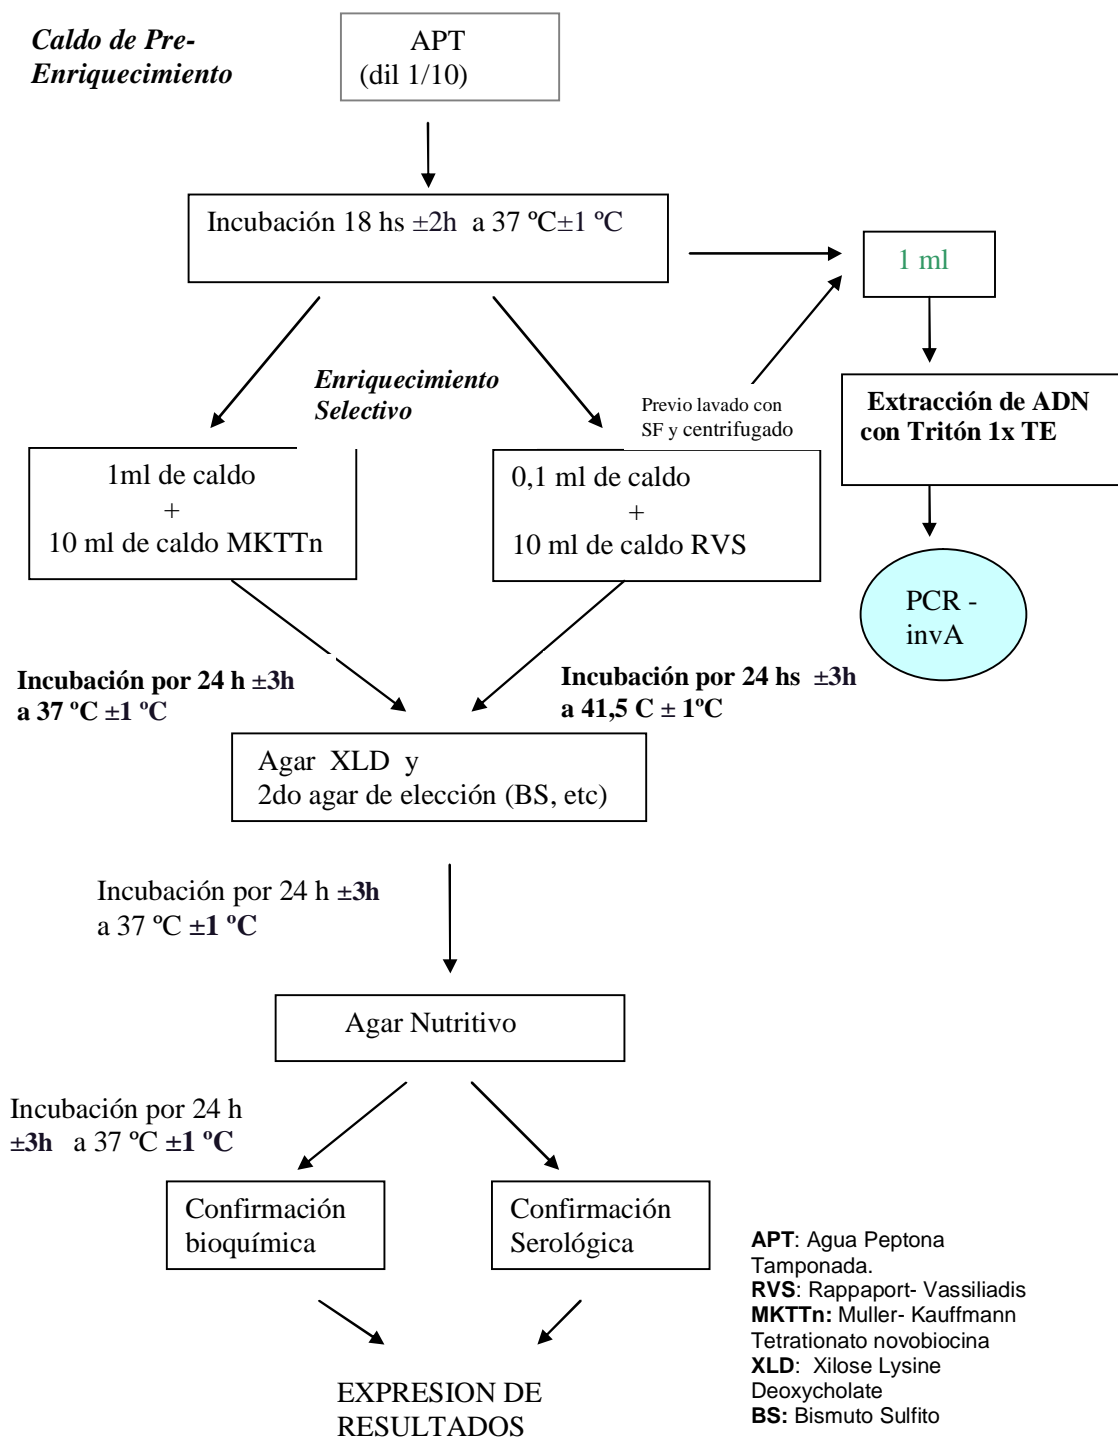 Caldo de Pre-
Enriquecimiento
APT
(dil 1/10)
Incubación 18 hs ±2h a 37 ºC±1 ºC
1 ml
Enriquecimiento
Selectivo
Previo lavado con
SF y centrifugado
Extracción de ADN
con Tritón 1x TE
1ml de caldo
+
10 ml de caldo MKTTn
0,1 ml de caldo
+
10 ml de caldo RVS
PCR -
invA
Incubación por 24 h ±3h
a 37 ºC ±1 ºC
Incubación por 24 hs ±3h
a 41,5 C ± 1ºC
Agar XLD y
2do agar de elección (BS, etc)
Incubación por 24 h ±3h
a 37 ºC ±1 ºC
Agar Nutritivo
Incubación por 24 h
±3h a 37 ºC ±1 ºC
Confirmación
bioquímica
Confirmación
Serológica
EXPRESION DE
RESULTADOS
APT: Agua Peptona
Tamponada.
RVS: Rappaport- Vassiliadis
MKTTn: Muller- Kauffmann
Tetrationato novobiocina
XLD: Xilose Lysine
Deoxycholate
BS: Bismuto Sulfito